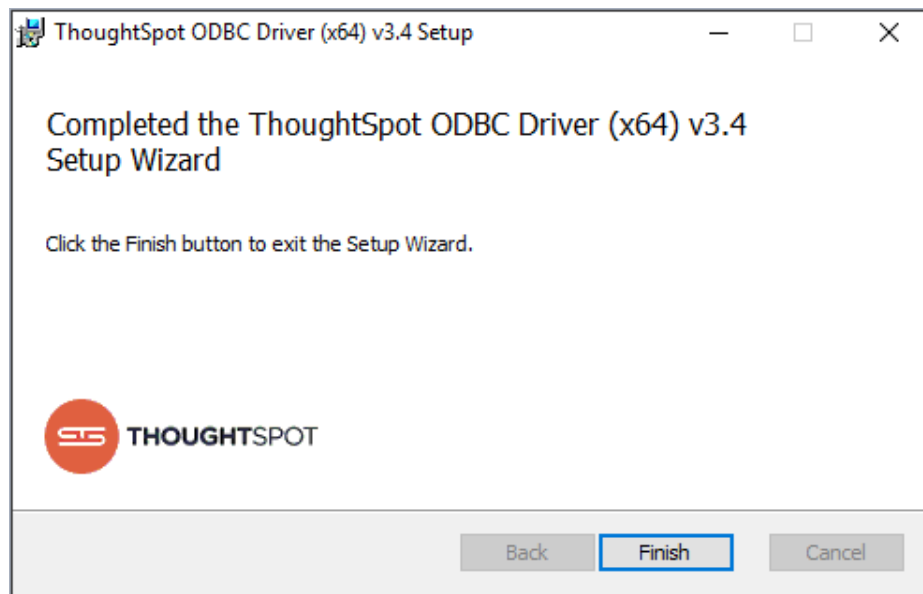 ThoughtSpot ODBC Driver (x64) v3.4 Setup
Completed the ThoughtSpot ODBC Driver (x64) v3.4
Setup Wizard
Click the Finish button to exit the Setup Wizard.
THOUGHTSPOT
Back Finish Cancel